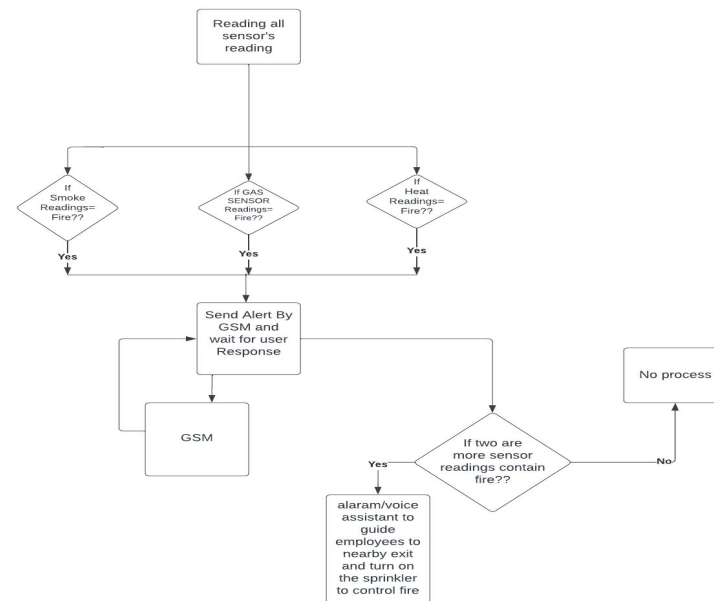 Reading all
sensor's
reading
If
Smoke
Readings=
Fire??
If GAS
SENSOR
Readings=
Fire??
If
Heat
Readings=
Fire??
Yes
Yes
Yes
Send Alert By
GSM and
wait for user
Response
No process
GSM
If two are
more sensor
readings contain
fire??
Yes
No
alaram/voice
assistant to
guide
employees to
nearby exit
and turn on
the sprinkler
to control fire